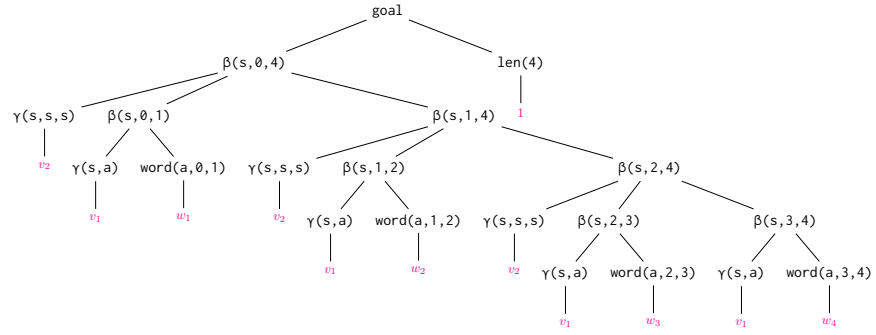 goal
β(s,0,4) len(4)
γ(s,s,s) β(s,0,1) β(s,1,4) 1
v₂ γ(s,a) word(a,0,1) γ(s,s,s) β(s,1,2) β(s,2,4)
v₁ w₁ v₂ γ(s,a) word(a,1,2) γ(s,s,s) β(s,2,3) β(s,3,4)
v₁ w₂ v₂ γ(s,a) word(a,2,3) γ(s,a) word(a,3,4)
v₁ w₃ v₁ w₄